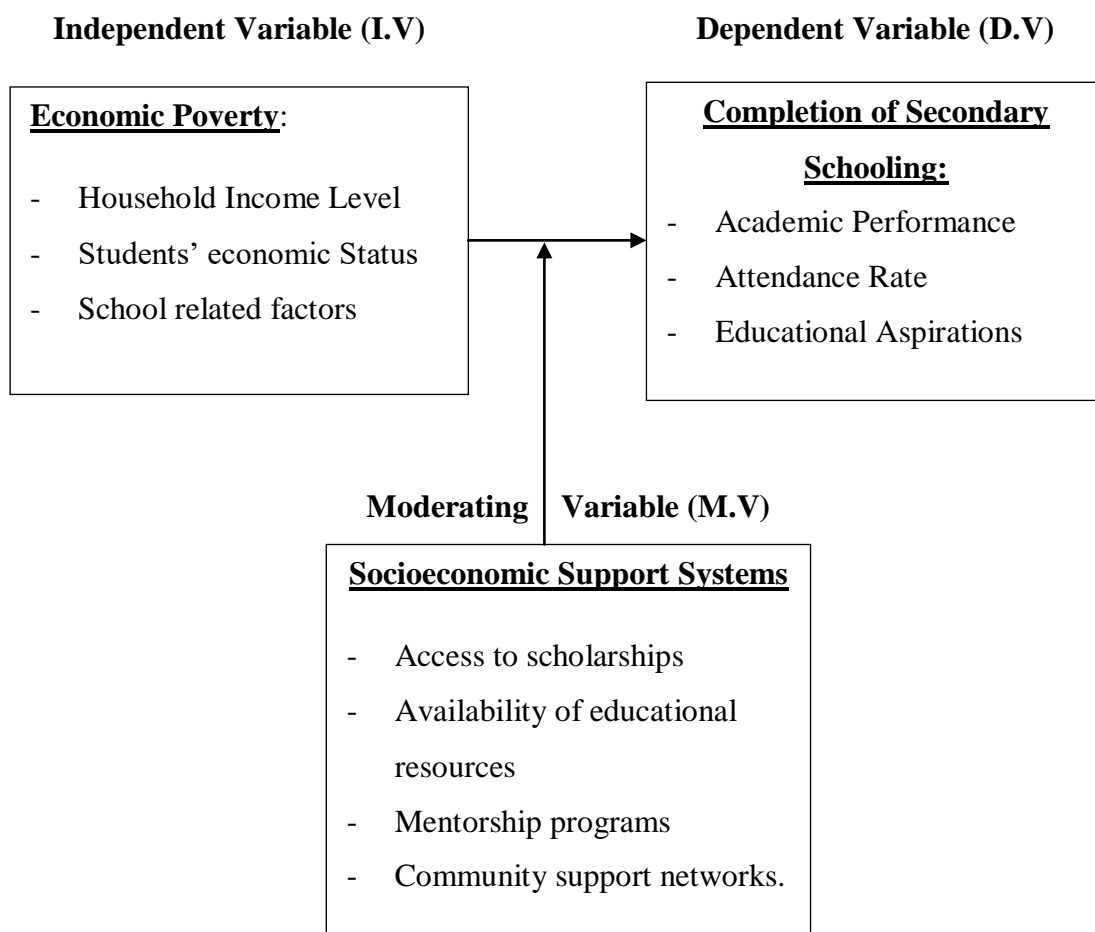 Independent Variable (I.V)
Dependent Variable (D.V)
Economic Poverty:
- Household Income Level
- Students’ economic Status
- School related factors
Completion of Secondary
Schooling:
- Academic Performance
- Attendance Rate
- Educational Aspirations
Moderating Variable (M.V)
Socioeconomic Support Systems
- Access to scholarships
- Availability of educational
resources
- Mentorship programs
- Community support networks.